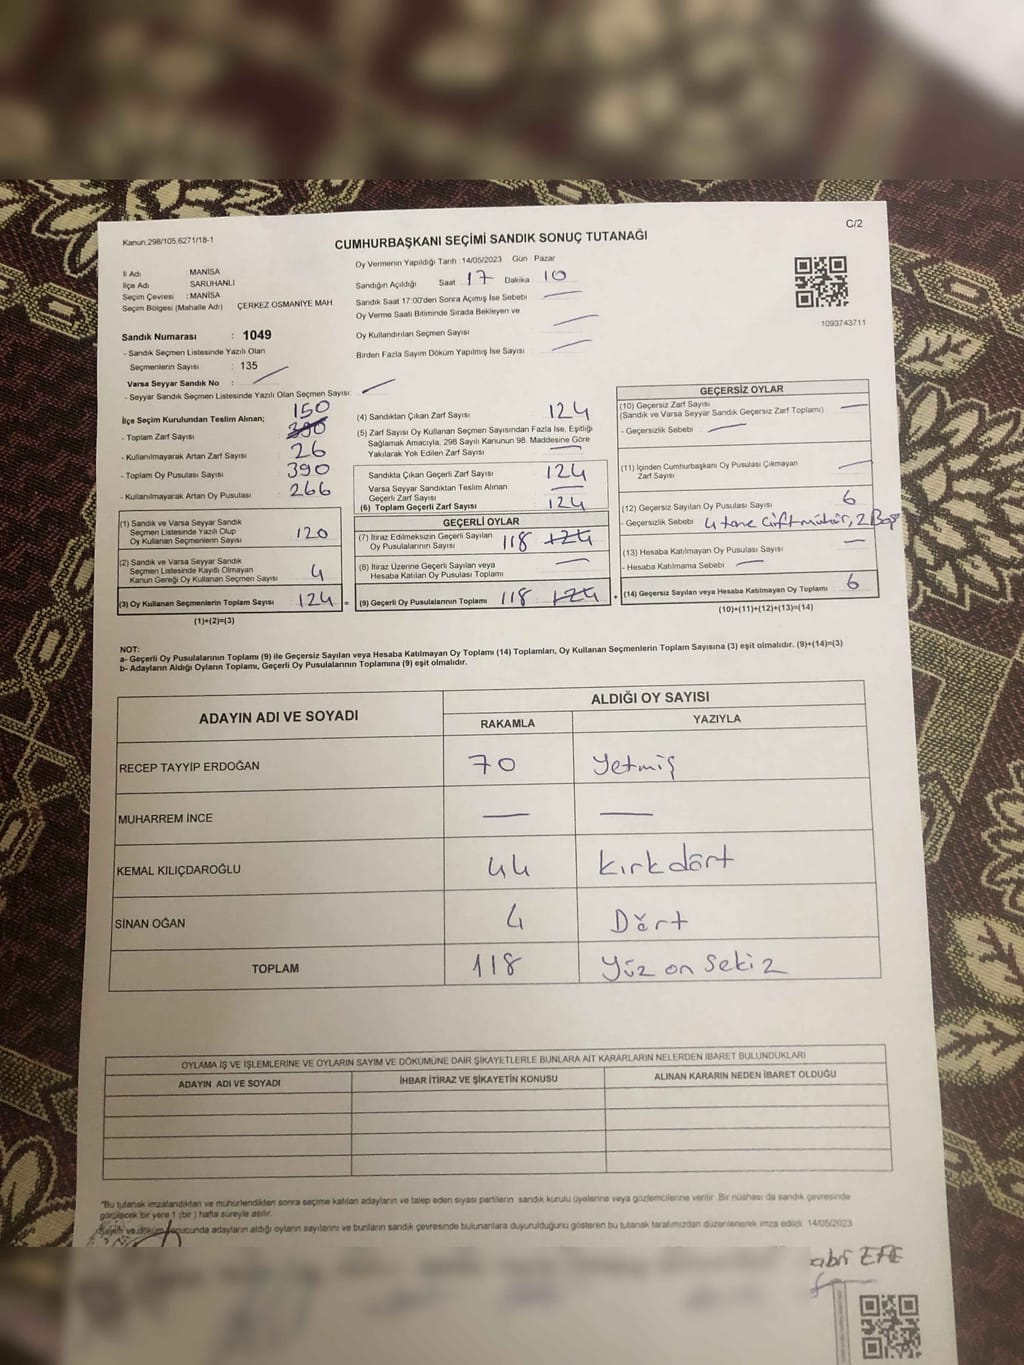 C/2
Kanun:298/105,6271/18-1
CUMHURBAŞKANI SEÇİMİ SANDIK SONUÇ TUTANAĞI
İl Adı MANİSA
İlçe Adı SARUHANLI
Seçim Çevresi : MANİSA
Seçim Bölgesi (Mahalle Adı) ÇERKEZ OSMANİYE MAH.
Oy Vermenin Yapıldığı Tarih :14/05/2023 Gün Pazar
Sandığın Açıldığı Saat 17 Dakika 10
Sandık Saat 17:00'den Sonra Açımış İse Sebebi
Oy Verme Saati Bitiminde Sırada Bekleyen ve
Oy Kullandırılan Seçmen Sayısı
Birden Fazla Sayım Döküm Yapılmış İse Sayısı
1093743711
Sandık Numarası : 1049
- Sandık Seçmen Listesinde Yazılı Olan
Seçmenlerin Sayısı : 135
Varsa Seyyar Sandık No :
- Seyyar Sandık Seçmen Listesinde Yazılı Olan Seçmen Sayısı:
İlçe Seçim Kurulundan Teslim Alınan; 150
- Toplam Zarf Sayısı 390
- Kullanılmayarak Artan Zarf Sayısı 26
- Toplam Oy Pusulası Sayısı 390
- Kullanılmayarak Artan Oy Pusulası 266
(1) Sandık ve Varsa Seyyar Sandık
Seçmen Listesinde Yazılı Olup
Oy Kullanan Seçmenlerin Sayısı 120
(2) Sandık ve Varsa Seyyar Sandık
Seçmen Listesinde Kayıtlı Olmayan
Kanun Gereği Oy Kullanan Seçmen Sayısı 4
(3) Oy Kullanan Seçmenlerin Toplam Sayısı 124 =
(1)+(2)=(3)
(4) Sandıktan Çıkan Zarf Sayısı 124
(5) Zarf Sayısı Oy Kullanan Seçmen Sayısından Fazla İse, Eşitliği
Sağlamak Amacıyla, 298 Sayılı Kanunun 98. Maddesine Göre
Yakılarak Yok Edilen Zarf Sayısı
Sandıkta Çıkan Geçerli Zarf Sayısı 124
Varsa Seyyar Sandıktan Teslim Alınan
Geçerli Zarf Sayısı
(6) Toplam Geçerli Zarf Sayısı 124
GEÇERLİ OYLAR
(7) İtiraz Edilmeksizin Geçerli Sayılan
Oy Pusulalarının Sayısı 118 124
(8) İtiraz Üzerine Geçerli Sayılan veya
Hesaba Katılan Oy Pusulası Toplamı
(9) Geçerli Oy Pusulalarının Toplamı 118 124 +
GEÇERSİZ OYLAR
(10) Geçersiz Zarf Sayısı
(Sandık ve Varsa Seyyar Sandık Geçersiz Zarf Toplamı)
- Geçersizlik Sebebi
(11) İçinden Cumhurbaşkanı Oy Pusulası Çıkmayan
Zarf Sayısı
(12) Geçersiz Sayılan Oy Pusulası Sayısı 6
- Geçersizlik Sebebi 4 tane Çift mühür, 2 Boş
(13) Hesaba Katılmayan Oy Pusulası Sayısı
- Hesaba Katılmama Sebebi
(14) Geçersiz Sayılan veya Hesaba Katılmayan Oy Toplamı 6
(10)+(11)+(12)+(13)=(14)
NOT:
a- Geçerli Oy Pusulalarının Toplamı (9) ile Geçersiz Sayılan veya Hesaba Katılmayan Oy Toplamı (14) Toplamları, Oy Kullanan Seçmenlerin Toplam Sayısına (3) eşit olmalıdır. (9)+(14)=(3)
b- Adayların Aldığı Oyların Toplamı, Geçerli Oy Pusulalarının Toplamına (9) eşit olmalıdır.
ADAYIN ADI VE SOYADI ALDIĞI OY SAYISI
RAKAMLA YAZIYLA
RECEP TAYYİP ERDOĞAN 70 Yetmiş
MUHARREM İNCE
KEMAL KILIÇDAROĞLU 44 kırkdört
SİNAN OĞAN 4 Dört
TOPLAM 118 Yüz on sekiz
OYLAMA İŞ VE İŞLEMLERİNE VE OYLARIN SAYIM VE DÖKÜMÜNE DAİR ŞİKAYETLERLE BUNLARA AİT KARARLARIN NELERDEN İBARET BULUNDUKLARI
ADAYIN ADI VE SOYADI İHBAR İTİRAZ VE ŞİKAYETİN KONUSU ALINAN KARARIN NEDEN İBARET OLDUĞU
*Bu tutanak imzalandıktan ve mühürlendikten sonra seçime katılan adayların ve talep eden siyasi partilerin sandık kurulu üyelerine veya gözlemcilerine verilir. Bir nüshası da sandık çevresinde
görülecek bir yere 1 (bir) hafta süreyle asılır.
Sayım ve döküm sonucunda adayların aldığı oyların sayılarını ve bunların sandık çevresinde bulunanlara duyurulduğunu gösteren bu tutanak tarafımızdan düzenlenerek imza edildi. 14/05/2023
EFE